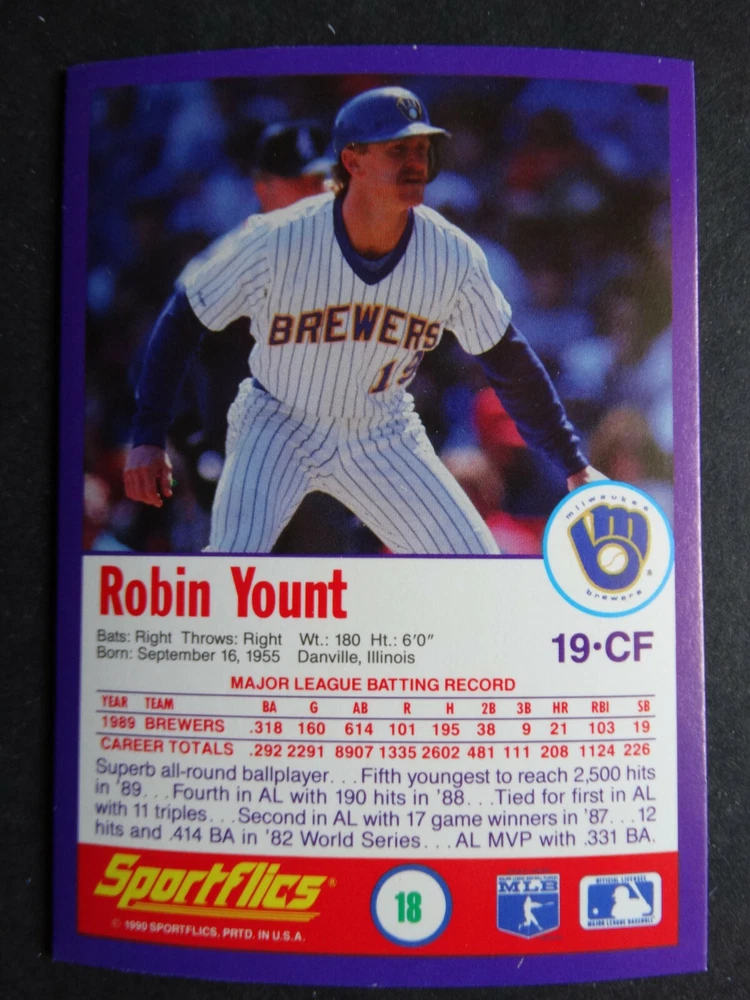 BREWERS
19
milwaukee
brewers
Robin Yount
Bats: Right Throws: Right Wt.: 180 Ht.: 6'0"
Born: September 16, 1955 Danville, Illinois
19•CF
MAJOR LEAGUE BATTING RECORD
YEAR TEAM BA G AB R H 2B 3B HR RBI SB
1989 BREWERS .318 160 614 101 195 38 9 21 103 19
CAREER TOTALS .292 2291 8907 1335 2602 481 111 208 1124 226
Superb all-round ballplayer...Fifth youngest to reach 2,500 hits
in '89...Fourth in AL with 190 hits in '88...Tied for first in AL
with 11 triples...Second in AL with 17 game winners in '87...12
hits and .414 BA in '82 World Series...AL MVP with .331 BA.
Sportflics®
© 1990 SPORTFLICS, PRTD. IN U.S.A.
18
MLB
OFFICIAL LICENSEE
MAJOR LEAGUE BASEBALL